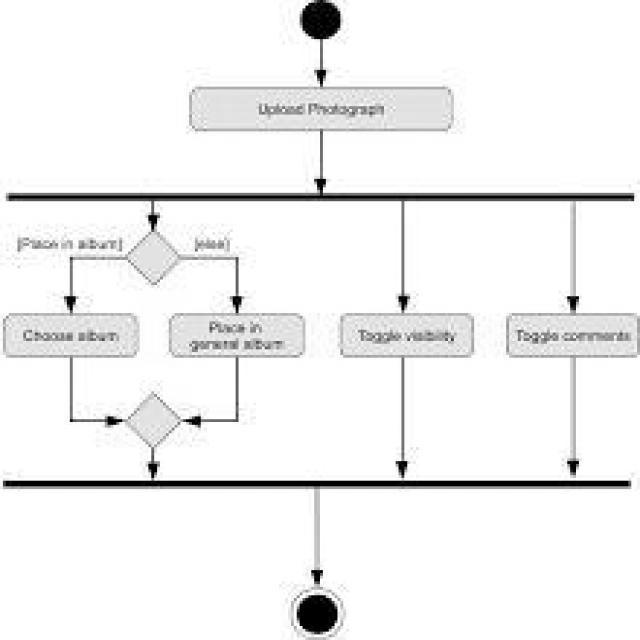 Upload Photograph
[Place in album]
[else]
Choose album
Place in
general album
Toggle visibility
Toggle comments